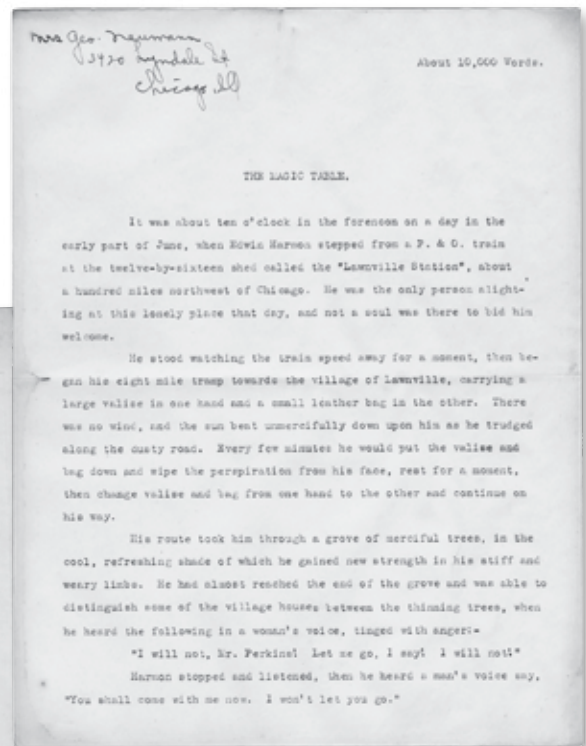 Mrs Geo. Neumann
3420 Lyndale St
Chicago, Ill
About 10,000 Words.
THE MAGIC TABLE.
It was about ten o'clock in the forenoon on a day in the
early part of June, when Edwin Harmon stepped from a P. & O. train
at the twelve-by-sixteen shed called the "Lawnville Station", about
a hundred miles northwest of Chicago. He was the only person alight-
ing at this lonely place that day, and not a soul was there to bid him
welcome.
He stood watching the train speed away for a moment, then be-
gan his eight mile tramp towards the village of Lawnville, carrying a
large valise in one hand and a small leather bag in the other. There
was no wind, and the sun beat unmercifully down upon him as he trudged
along the dusty road. Every few minutes he would put the valise and
bag down and wipe the perspiration from his face, rest for a moment,
then change valise and bag from one hand to the other and continue on
his way.
His route took him through a grove of merciful trees, in the
cool, refreshing shade of which he gained new strength in his stiff and
weary limbs. He had almost reached the end of the grove and was able to
distinguish some of the village houses between the thinning trees, when
he heard the following in a woman's voice, tinged with anger:-
"I will not, Mr. Perkins! Let me go, I say! I will not!"
Harmon stopped and listened, then he heard a man's voice say,
"You shall come with me now. I won't let you go."